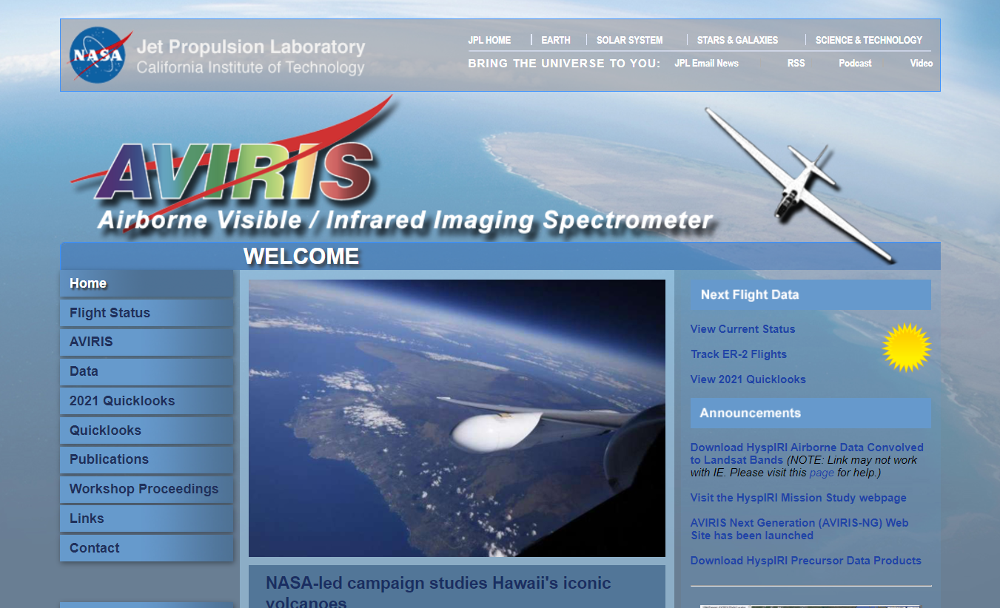 NASA
Jet Propulsion Laboratory
California Institute of Technology
JPL HOME
EARTH
SOLAR SYSTEM
STARS & GALAXIES
SCIENCE & TECHNOLOGY
BRING THE UNIVERSE TO YOU:
JPL Email News
RSS
Podcast
Video
AVIRIS
Airborne Visible / Infrared Imaging Spectrometer
WELCOME
Home
Flight Status
AVIRIS
Data
2021 Quicklooks
Quicklooks
Publications
Workshop Proceedings
Links
Contact
NASA-led campaign studies Hawaii's iconic
volcanoes
Next Flight Data
View Current Status
Track ER-2 Flights
View 2021 Quicklooks
Announcements
Download HyspIRI Airborne Data Convolved
to Landsat Bands (NOTE: Link may not work
with IE. Please visit this page for help.)
Visit the HyspIRI Mission Study webpage
AVIRIS Next Generation (AVIRIS-NG) Web
Site has been launched
Download HyspIRI Precursor Data Products